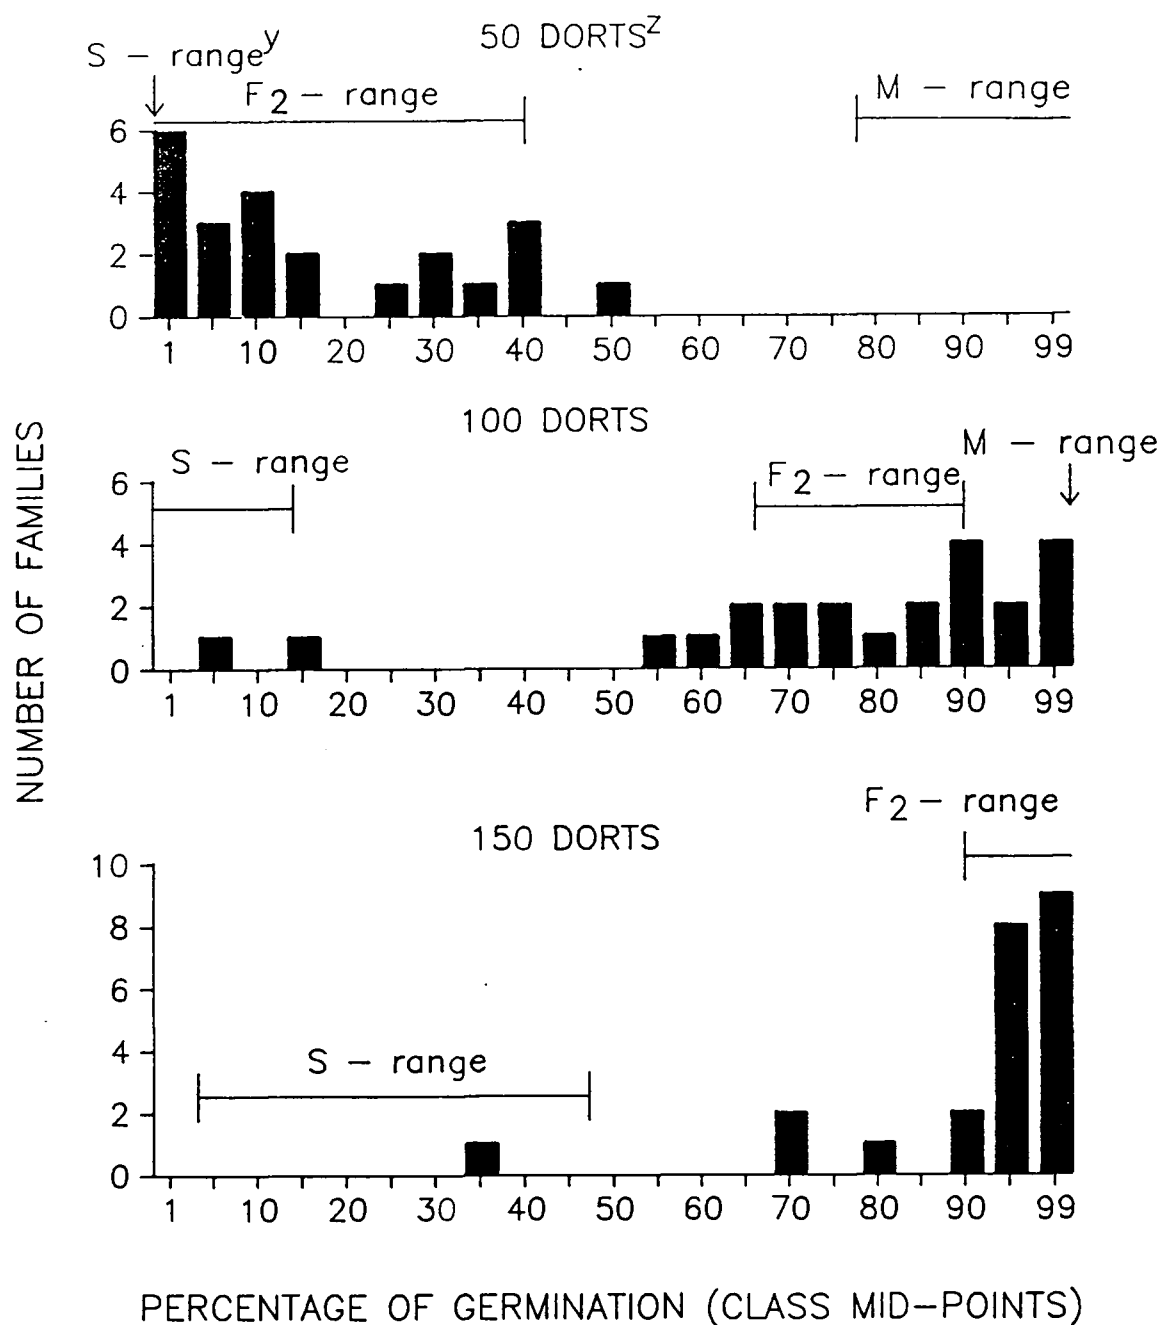 50 DORTSᶻ
S – rangeʸ
F₂ – range
M – range
6
4
2
0
1 10 20 30 40 50 60 70 80 90 99
100 DORTS
S – range
F₂ – range
M – range
6
4
2
0
1 10 20 30 40 50 60 70 80 90 99
150 DORTS
F₂ – range
S – range
10
8
6
4
2
0
1 10 20 30 40 50 60 70 80 90 99
NUMBER OF FAMILIES
PERCENTAGE OF GERMINATION (CLASS MID–POINTS)